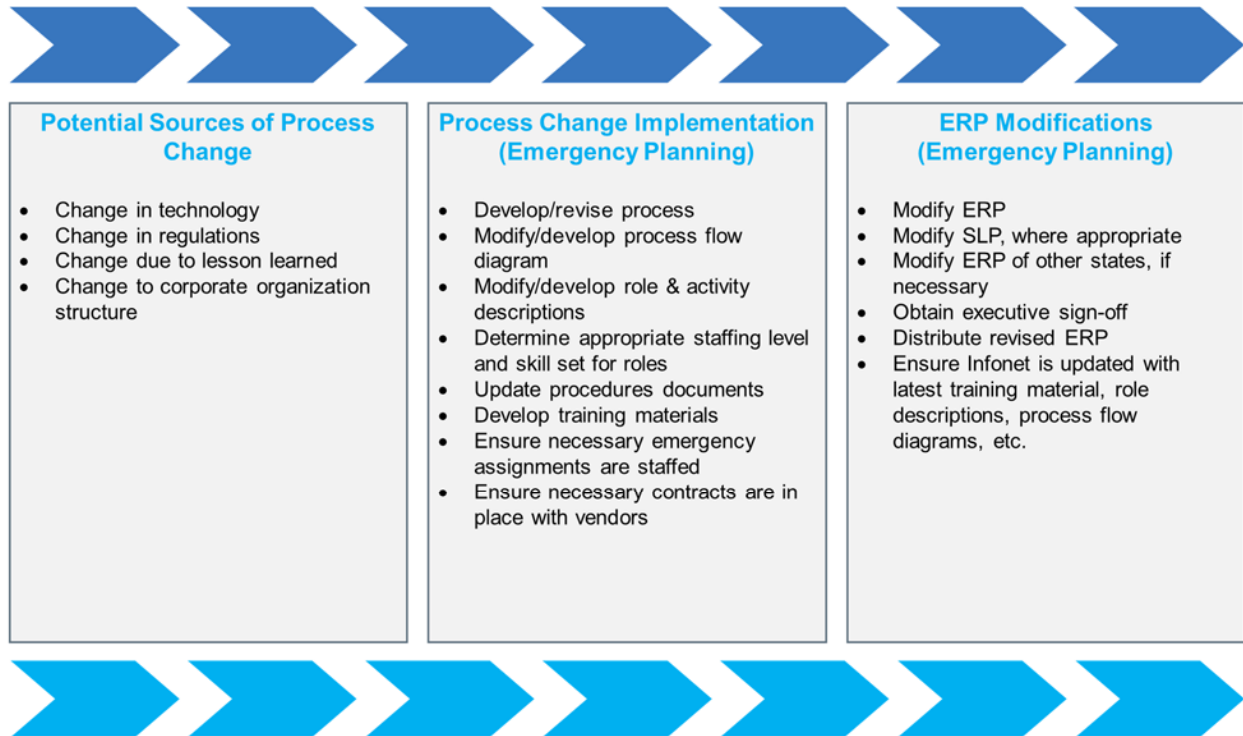 Potential Sources of Process
Change
• Change in technology
• Change in regulations
• Change due to lesson learned
• Change to corporate organization
structure
Process Change Implementation
(Emergency Planning)
• Develop/revise process
• Modify/develop process flow
diagram
• Modify/develop role & activity
descriptions
• Determine appropriate staffing level
and skill set for roles
• Update procedures documents
• Develop training materials
• Ensure necessary emergency
assignments are staffed
• Ensure necessary contracts are in
place with vendors
ERP Modifications
(Emergency Planning)
• Modify ERP
• Modify SLP, where appropriate
• Modify ERP of other states, if
necessary
• Obtain executive sign-off
• Distribute revised ERP
• Ensure Infonet is updated with
latest training material, role
descriptions, process flow
diagrams, etc.